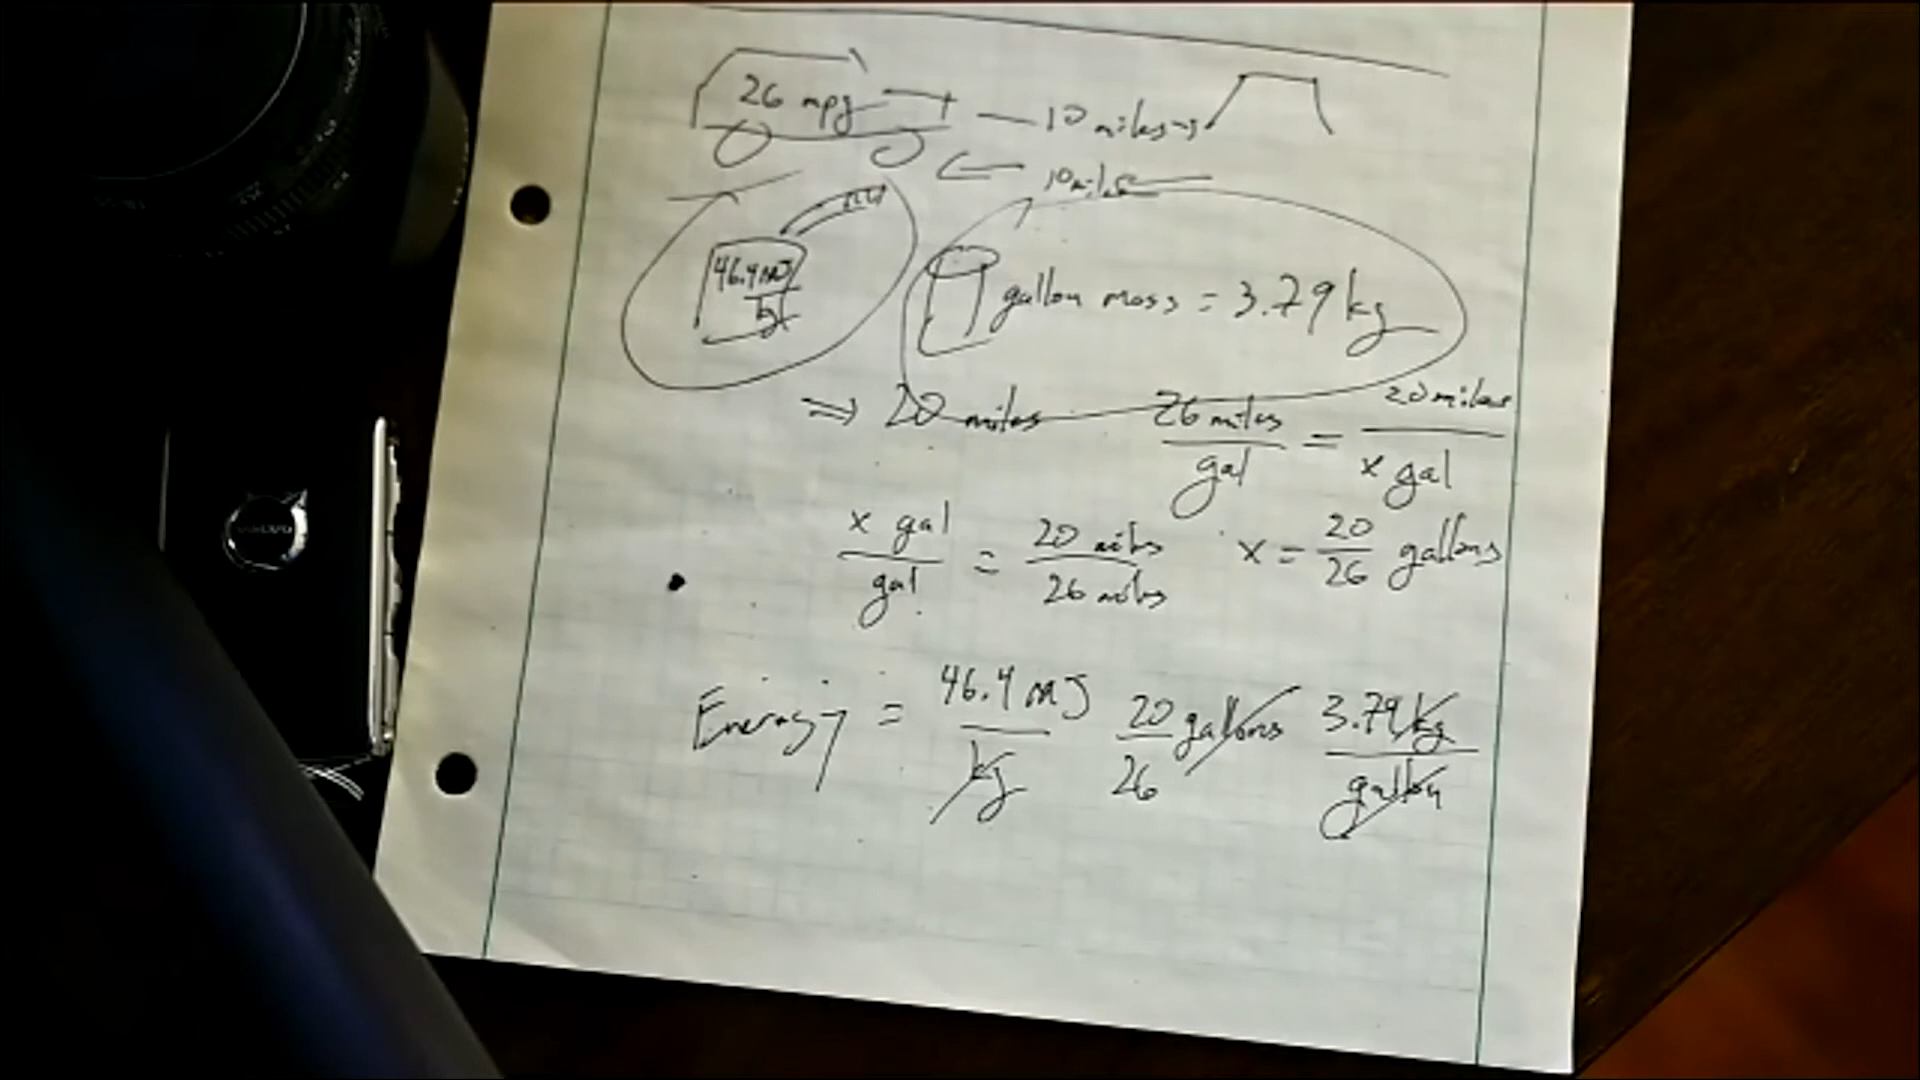 26 mpg — 10 miles →
← 10 miles
46.4 MJ
kg
gallon mass = 3.79 kg
⇒ 20 miles
26 miles / gal = 20 miles / x gal
x gal / gal = 20 miles / 26 miles
x = 20/26 gallons
Energy = 46.4 MJ / kg 20/26 gallons 3.79 kg / gallon